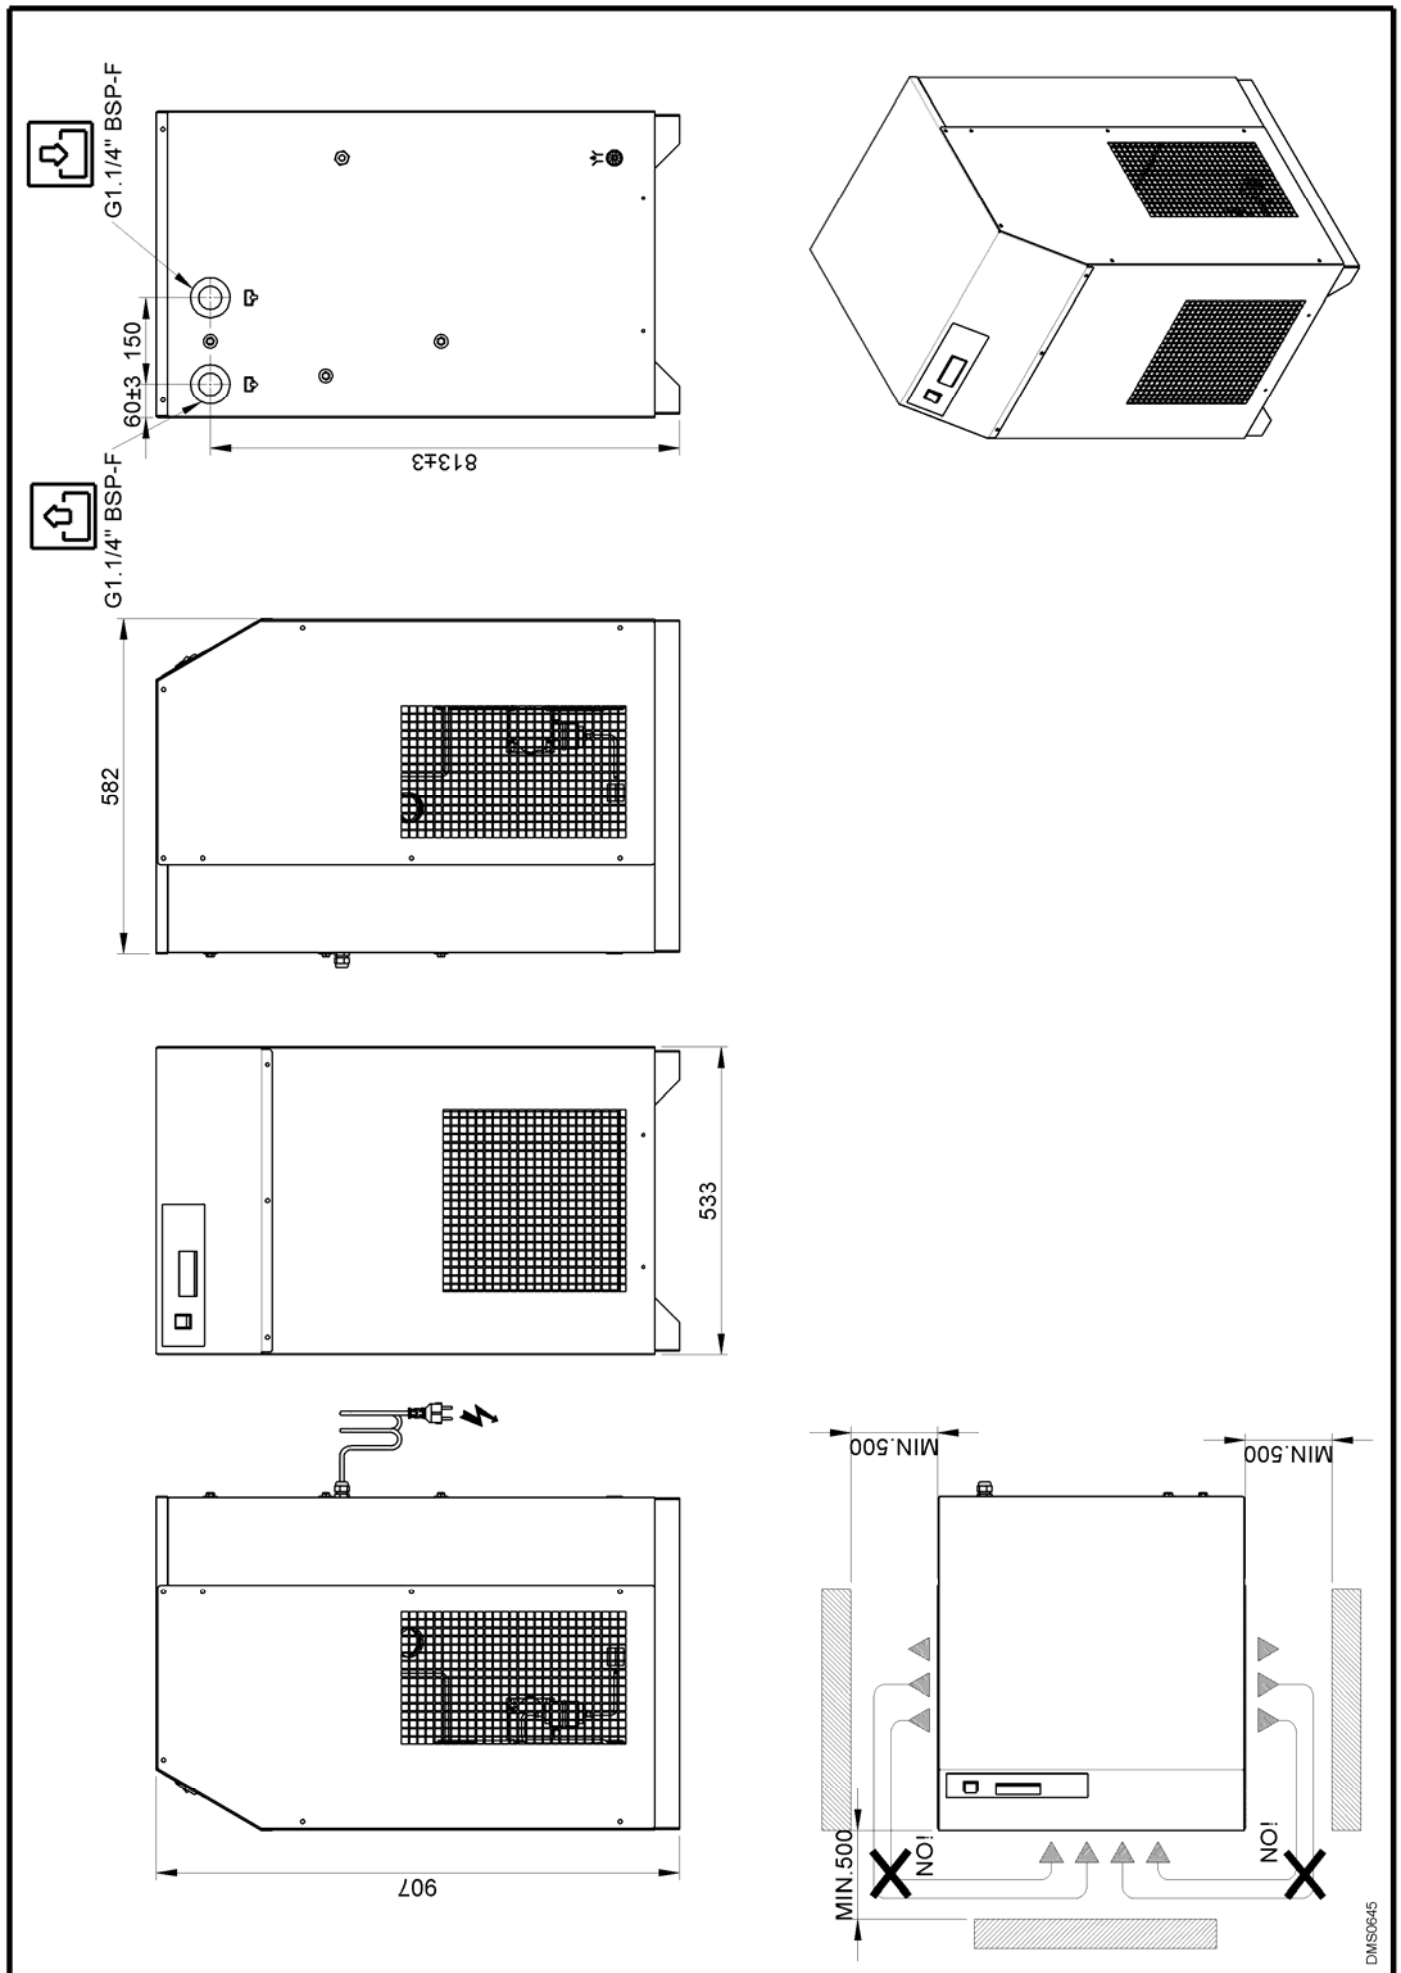 G1.1/4" BSP-F
150
60±3
813±3
G1.1/4" BSP-F
582
533
907
MIN.500
MIN.500
MIN.500
NO!
NO!
DMS0645